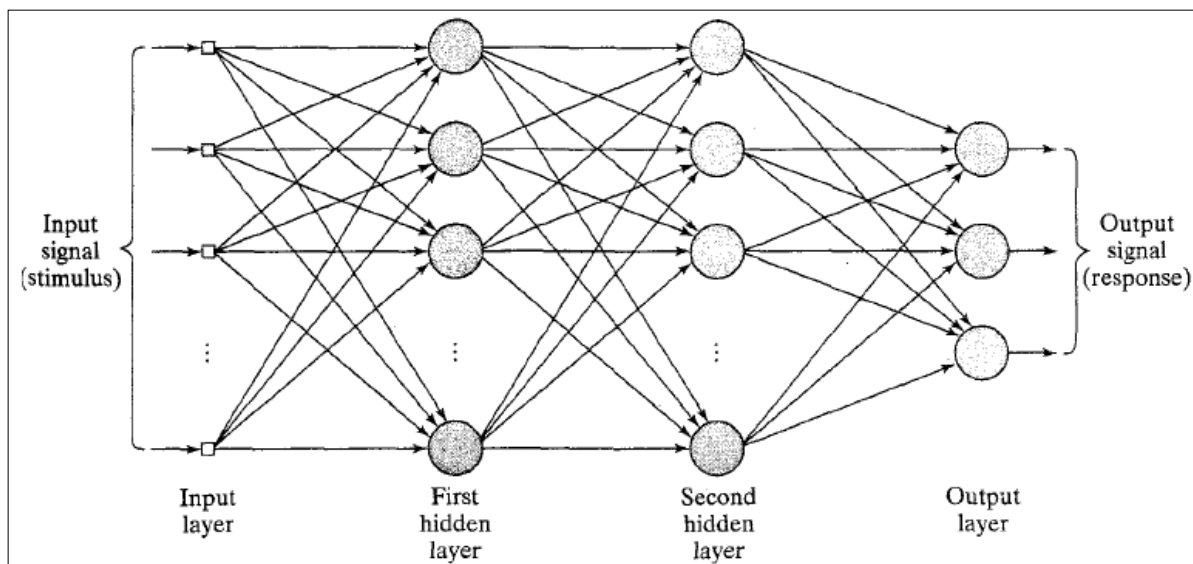 Input
signal
(stimulus)
⋮
⋮
⋮
Output
signal
(response)
Input
layer
First
hidden
layer
Second
hidden
layer
Output
layer